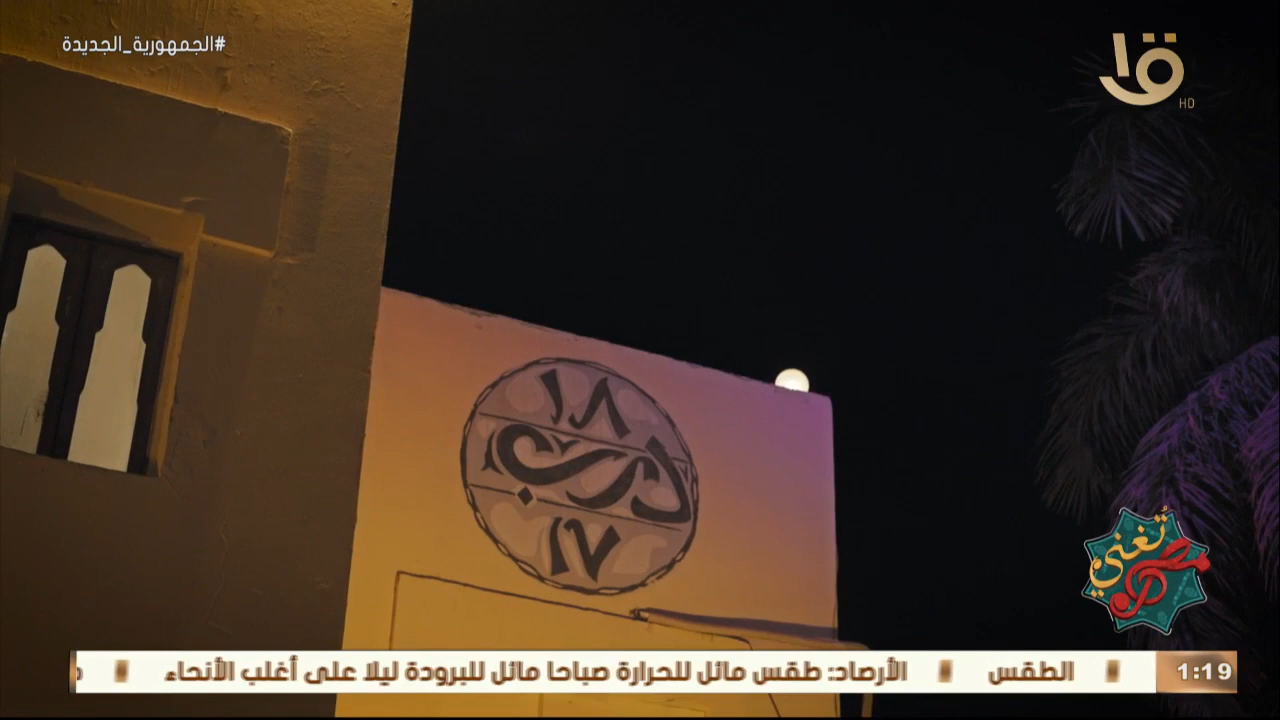 #الجمهورية_الجديدة
HD
١٨
درب
١٧
تُغني
مصر
1:19
الطقس
الأرصاد: طقس مائل للحرارة صباحا مائل للبرودة ليلا على أغلب الأنحاء